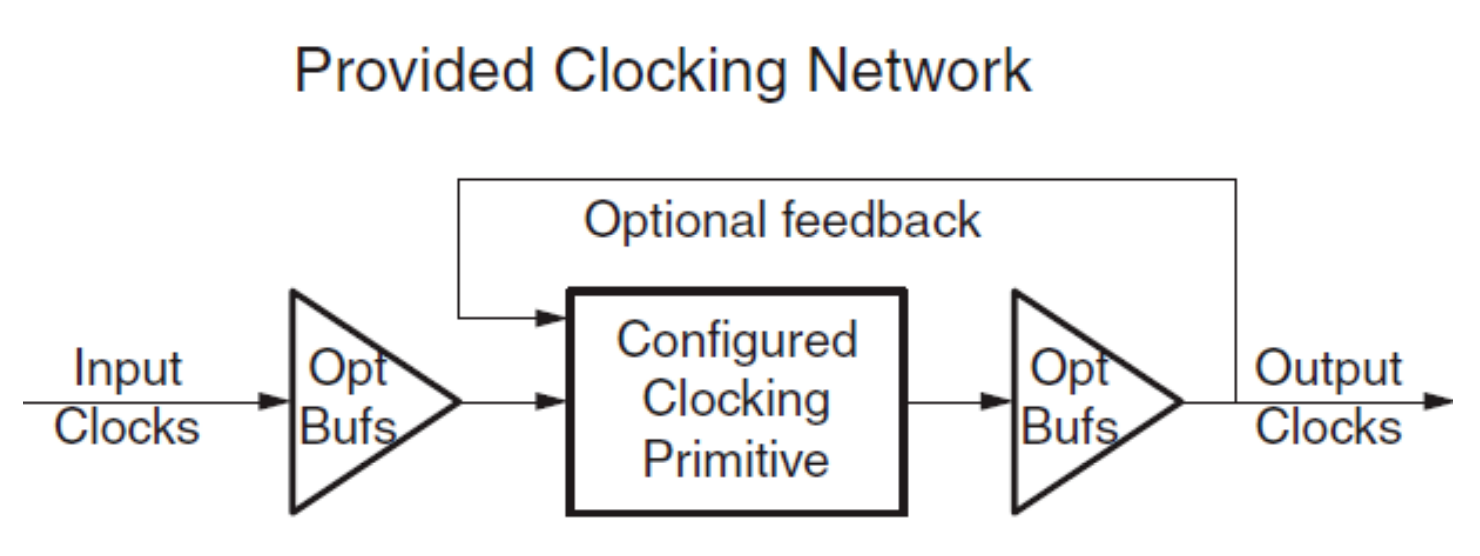 Provided Clocking Network
Optional feedback
Input
Clocks
Opt
Bufs
Configured
Clocking
Primitive
Opt
Bufs
Output
Clocks